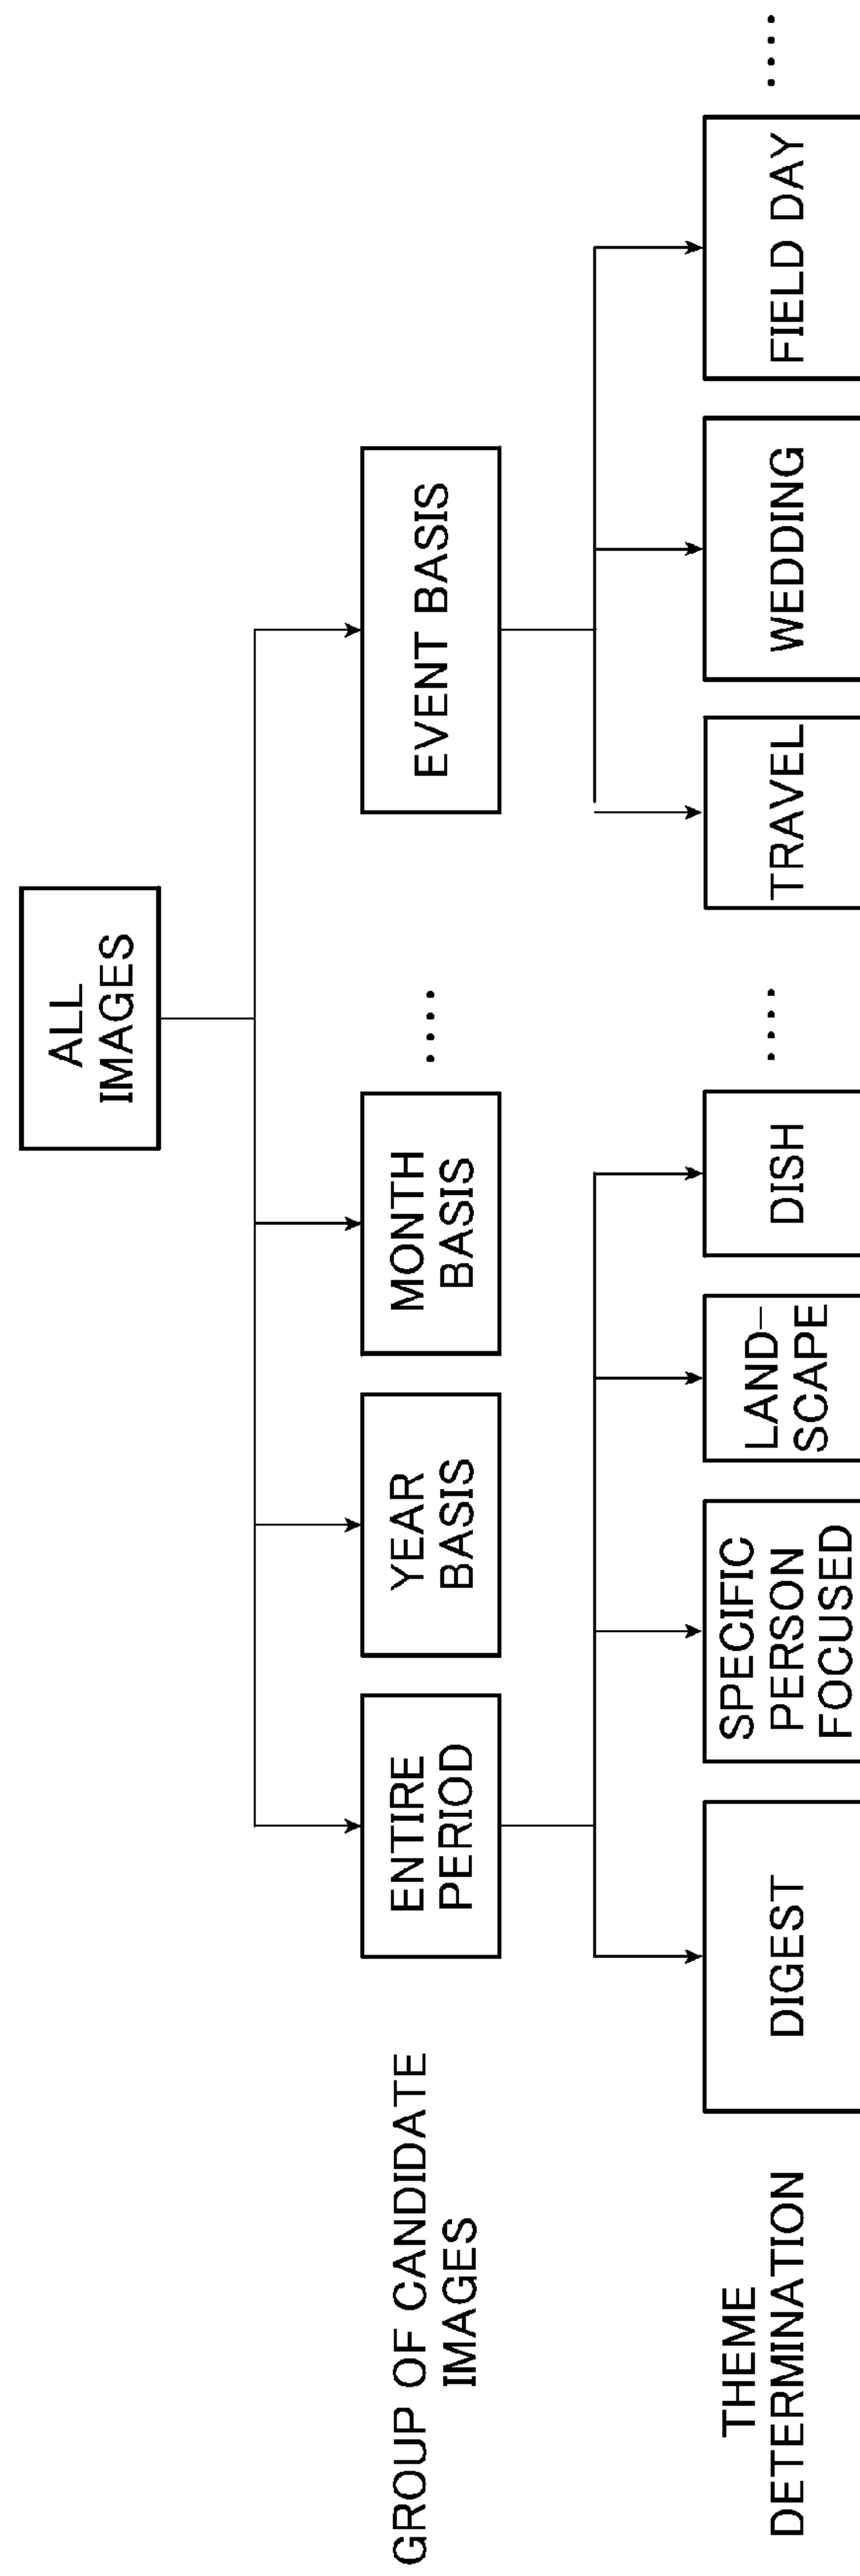 ALL
IMAGES
GROUP OF CANDIDATE
IMAGES
ENTIRE
PERIOD
YEAR
BASIS
MONTH
BASIS
....
EVENT BASIS
THEME
DETERMINATION
DIGEST
SPECIFIC
PERSON
FOCUSED
LAND-
SCAPE
DISH
....
TRAVEL
WEDDING
FIELD DAY
....